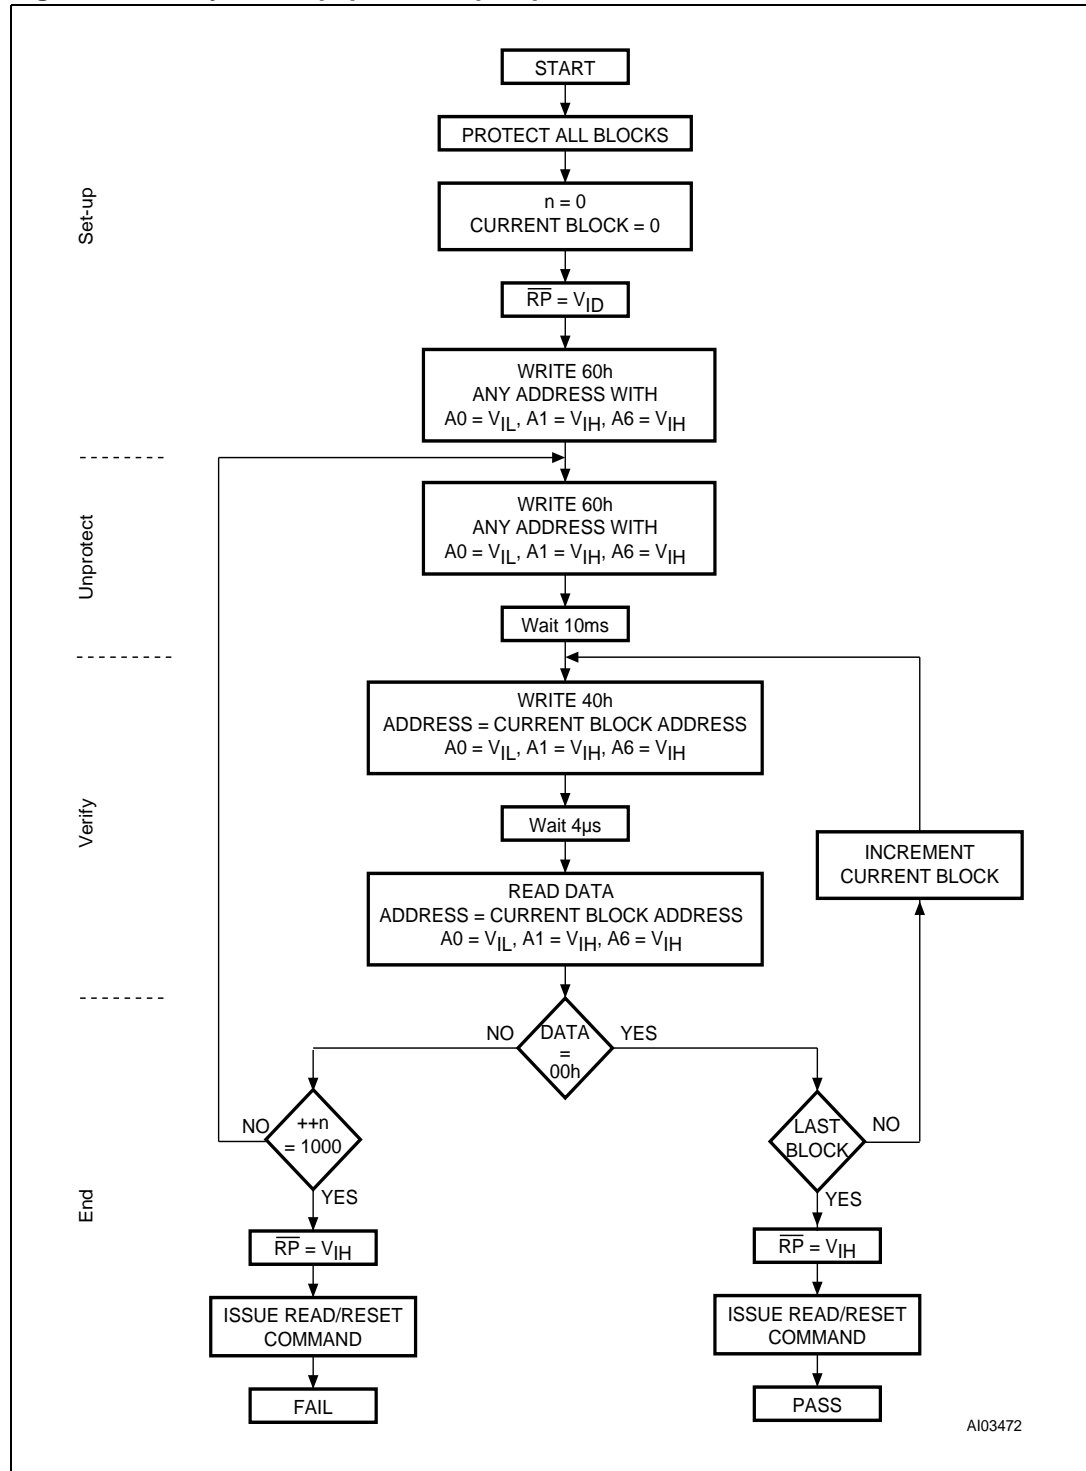 START
PROTECT ALL BLOCKS
n = 0
CURRENT BLOCK = 0
RP = VID
WRITE 60h
ANY ADDRESS WITH
A0 = VIL, A1 = VIH, A6 = VIH
Set-up
WRITE 60h
ANY ADDRESS WITH
A0 = VIL, A1 = VIH, A6 = VIH
Wait 10ms
Unprotect
WRITE 40h
ADDRESS = CURRENT BLOCK ADDRESS
A0 = VIL, A1 = VIH, A6 = VIH
Wait 4µs
READ DATA
ADDRESS = CURRENT BLOCK ADDRESS
A0 = VIL, A1 = VIH, A6 = VIH
INCREMENT
CURRENT BLOCK
Verify
DATA
=
00h
NO
YES
++n
= 1000
NO
YES
LAST
BLOCK
NO
YES
End
RP = VIH
ISSUE READ/RESET
COMMAND
FAIL
RP = VIH
ISSUE READ/RESET
COMMAND
PASS
AI03472